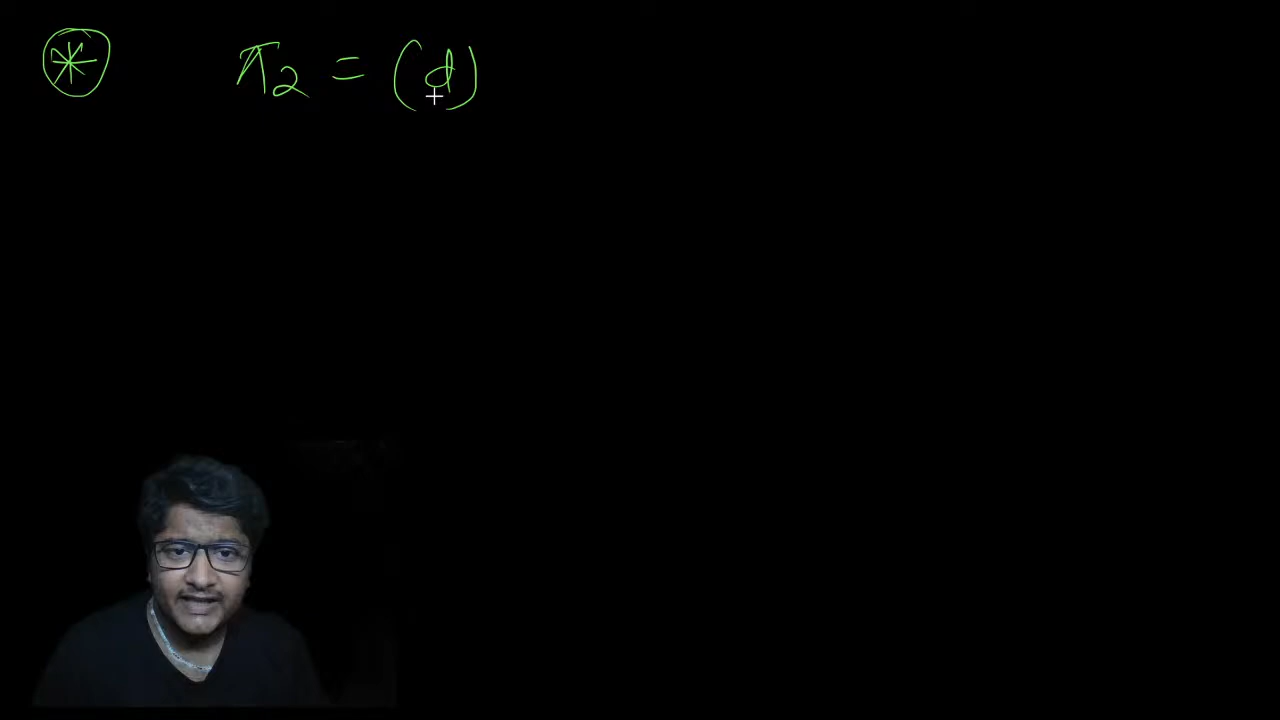 * π₂ = (d)